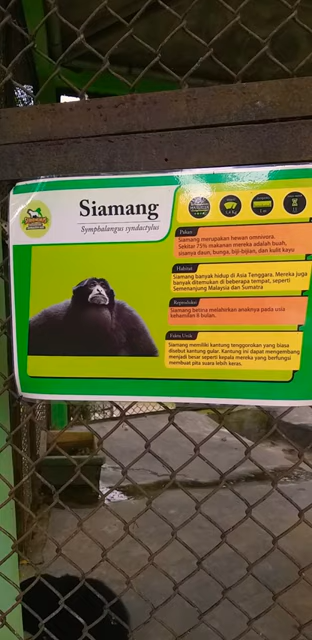 Siamang
Symphalangus syndactylus
Pakan
Siamang merupakan hewan omnivora.
Sekitar 75% makanan mereka adalah buah,
sisanya daun, bunga, biji-bijian, dan kulit kayu
Habitat
Siamang banyak hidup di Asia Tenggara. Mereka juga
banyak ditemukan di beberapa tempat, seperti
Semenanjung Malaysia dan Sumatra
Reproduksi
Siamang betina melahirkan anaknya pada usia
kehamilan 8 bulan.
Fakta Unik
Siamang memiliki kantung tenggorokan yang biasa
disebut kantung gular. Kantung ini dapat mengembang
menjadi besar seperti kepala mereka yang berfungsi
membuat pita suara lebih keras.